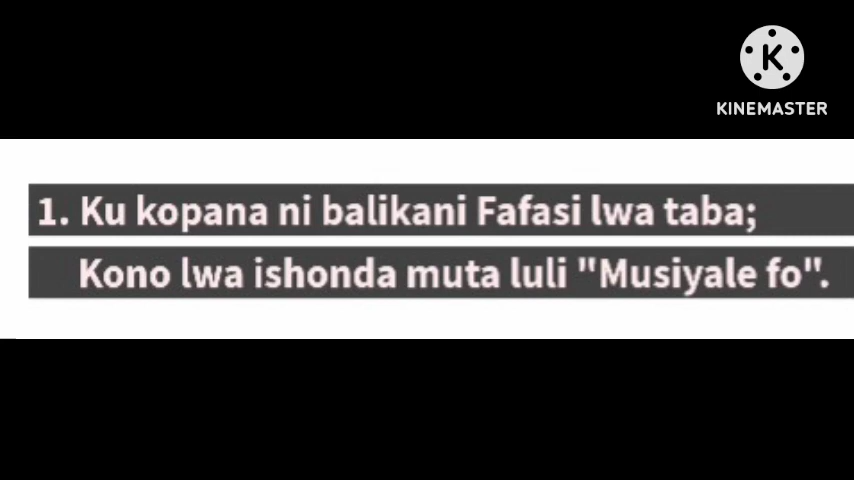 KINEMASTER
1. Ku kopana ni balikani Fafasi lwa taba;
Kono lwa ishonda muta luli "Musiyale fo".